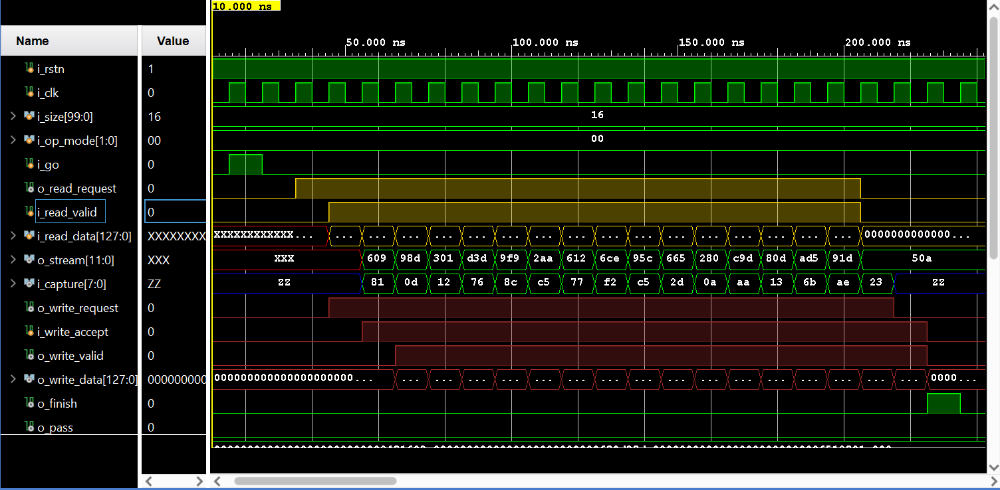 10.000 ns
Name Value
50.000 ns 100.000 ns 150.000 ns 200.000 ns
i_rstn 1
i_clk 0
i_size[99:0] 16 16
i_op_mode[1:0] 00 00
i_go 0
o_read_request 0
i_read_valid 0
i_read_data[127:0] XXXXXXXX XXXXXXXXXXXX... ... ... ... ... ... ... ... ... ... ... ... ... ... ... ... ... 0000000000000...
o_stream[11:0] XXX XXX 609 98d 301 d3d 9f9 2aa 612 6ce 95c 665 280 c9d 80d ad5 91d 50a
i_capture[7:0] ZZ ZZ 81 0d 12 76 8c c5 77 f2 c5 2d 0a aa 13 6b ae 23 ZZ
o_write_request 0
i_write_accept 0
o_write_valid 0
o_write_data[127:0] 000000000 000000000000000000000... ... ... ... ... ... ... ... ... ... ... ... ... ... ... ... ... 0000...
o_finish 0
o_pass 0